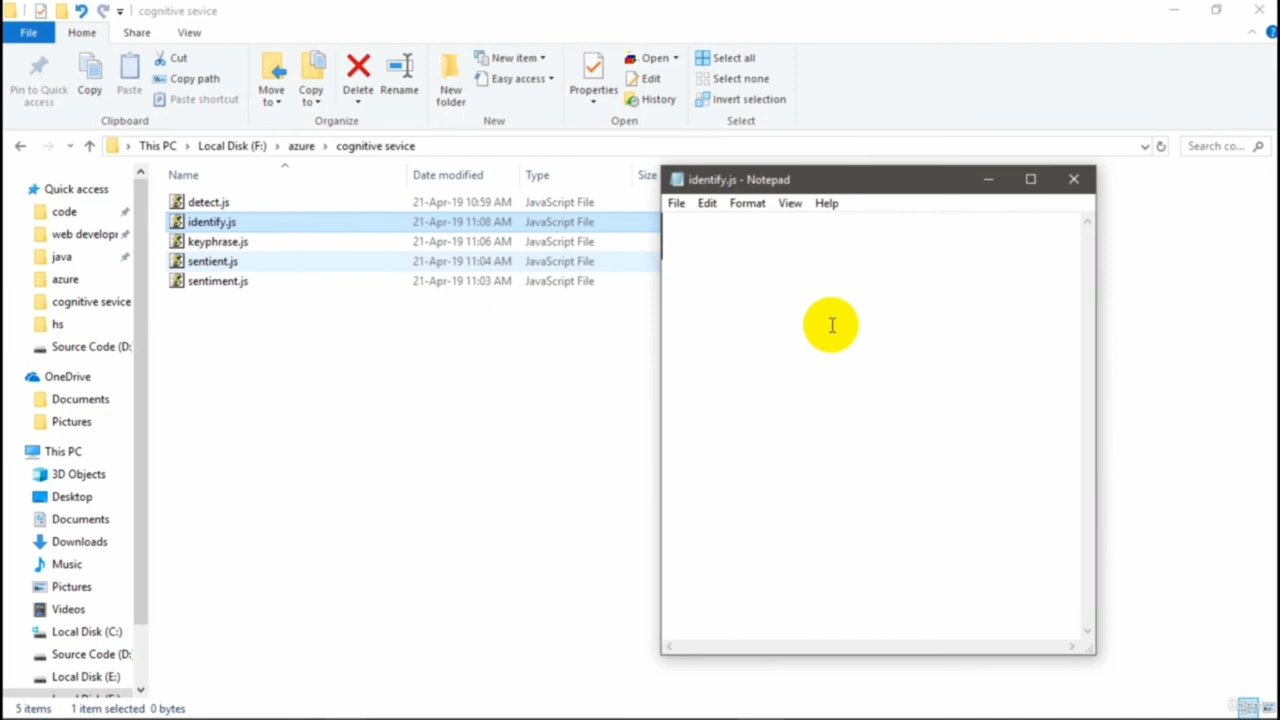 cognitive sevice
File Home Share View
Pin to Quick access
Copy
Paste
Cut
Copy path
Paste shortcut
Clipboard
Move to
Copy to
Delete
Rename
Organize
New folder
New item
Easy access
New
Properties
Open
Edit
History
Open
Select all
Select none
Invert selection
Select
This PC > Local Disk (F:) > azure > cognitive sevice
Search co...
Name Date modified Type Size
detect.js 21-Apr-19 10:59 AM JavaScript File
identify.js 21-Apr-19 11:08 AM JavaScript File
keyphrase.js 21-Apr-19 11:06 AM JavaScript File
sentient.js 21-Apr-19 11:04 AM JavaScript File
sentiment.js 21-Apr-19 11:03 AM JavaScript File
Quick access
code
web develop
java
azure
cognitive sevice
hs
Source Code (D:
OneDrive
Documents
Pictures
This PC
3D Objects
Desktop
Documents
Downloads
Music
Pictures
Videos
Local Disk (C:)
Source Code (D:
Local Disk (E:)
identify.js - Notepad
File Edit Format View Help
5 items 1 item selected 0 bytes